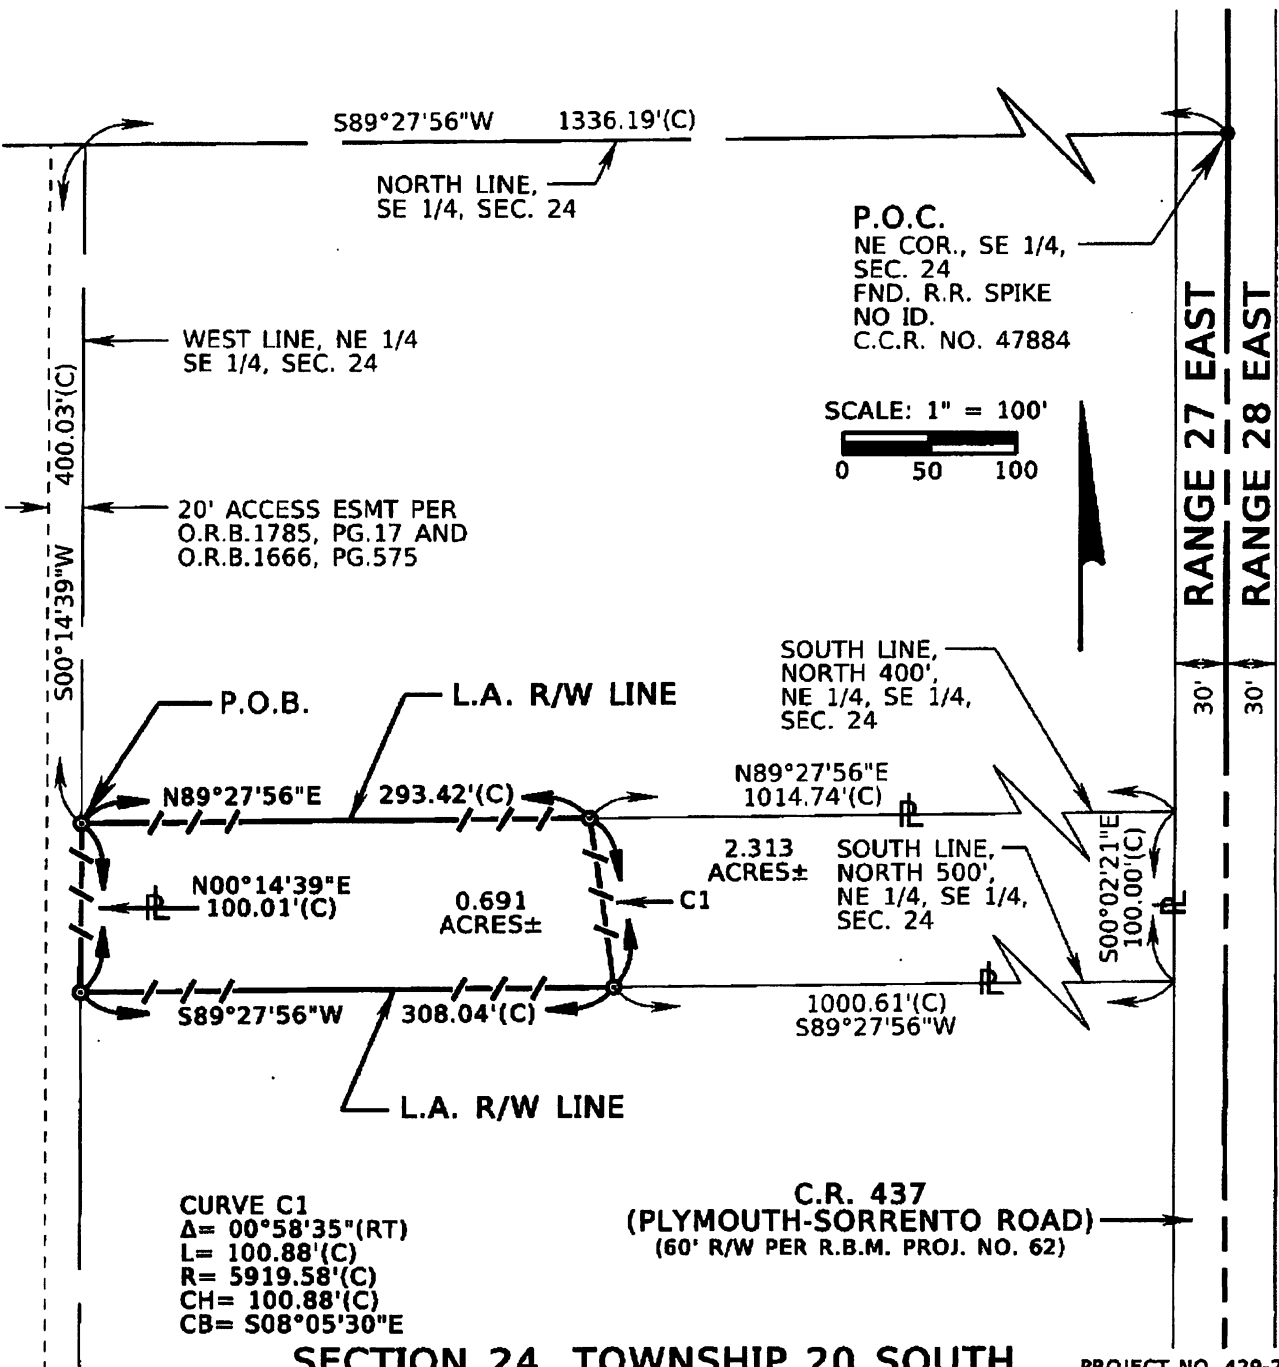 S89°27'56"W 1336.19'(C)
NORTH LINE,
SE 1/4, SEC. 24
P.O.C.
NE COR., SE 1/4,
SEC. 24
FND. R.R. SPIKE
NO ID.
C.C.R. NO. 47884
WEST LINE, NE 1/4
SE 1/4, SEC. 24
S00°14'39"W 400.03'(C)
SCALE: 1" = 100'
0 50 100
RANGE 27 EAST
RANGE 28 EAST
20' ACCESS ESMT PER
O.R.B.1785, PG.17 AND
O.R.B.1666, PG.575
SOUTH LINE,
NORTH 400',
NE 1/4, SE 1/4,
SEC. 24
30' 30'
P.O.B.
L.A. R/W LINE
N89°27'56"E 293.42'(C)
N89°27'56"E
1014.74'(C)
PL
N00°14'39"E
100.01'(C)
PL
0.691
ACRES±
C1
2.313
ACRES±
SOUTH LINE,
NORTH 500',
NE 1/4, SE 1/4,
SEC. 24
S00°02'21"E
100.00'(C)
PL
S89°27'56"W 308.04'(C)
PL
1000.61'(C)
S89°27'56"W
L.A. R/W LINE
CURVE C1
Δ= 00°58'35"(RT)
L= 100.88'(C)
R= 5919.58'(C)
CH= 100.88'(C)
CB= S08°05'30"E
C.R. 437
(PLYMOUTH-SORRENTO ROAD)
(60' R/W PER R.B.M. PROJ. NO. 62)
SECTION 24, TOWNSHIP 20 SOUTH
PROJECT NO. 429-